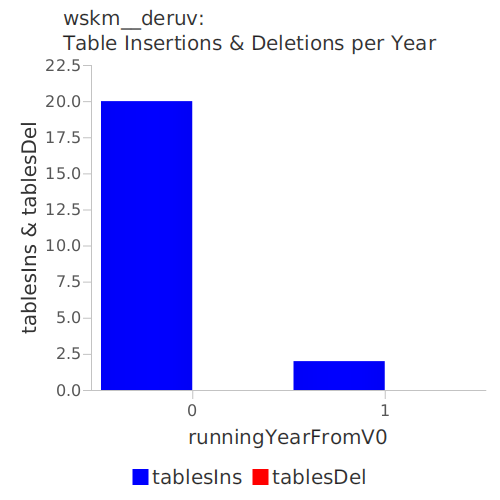 wskm__deruv:
Table Insertions & Deletions per Year
tablesIns & tablesDel
22.5
20.0
17.5
15.0
12.5
10.0
7.5
5.0
2.5
0.0
0 1
runningYearFromV0
tablesIns tablesDel